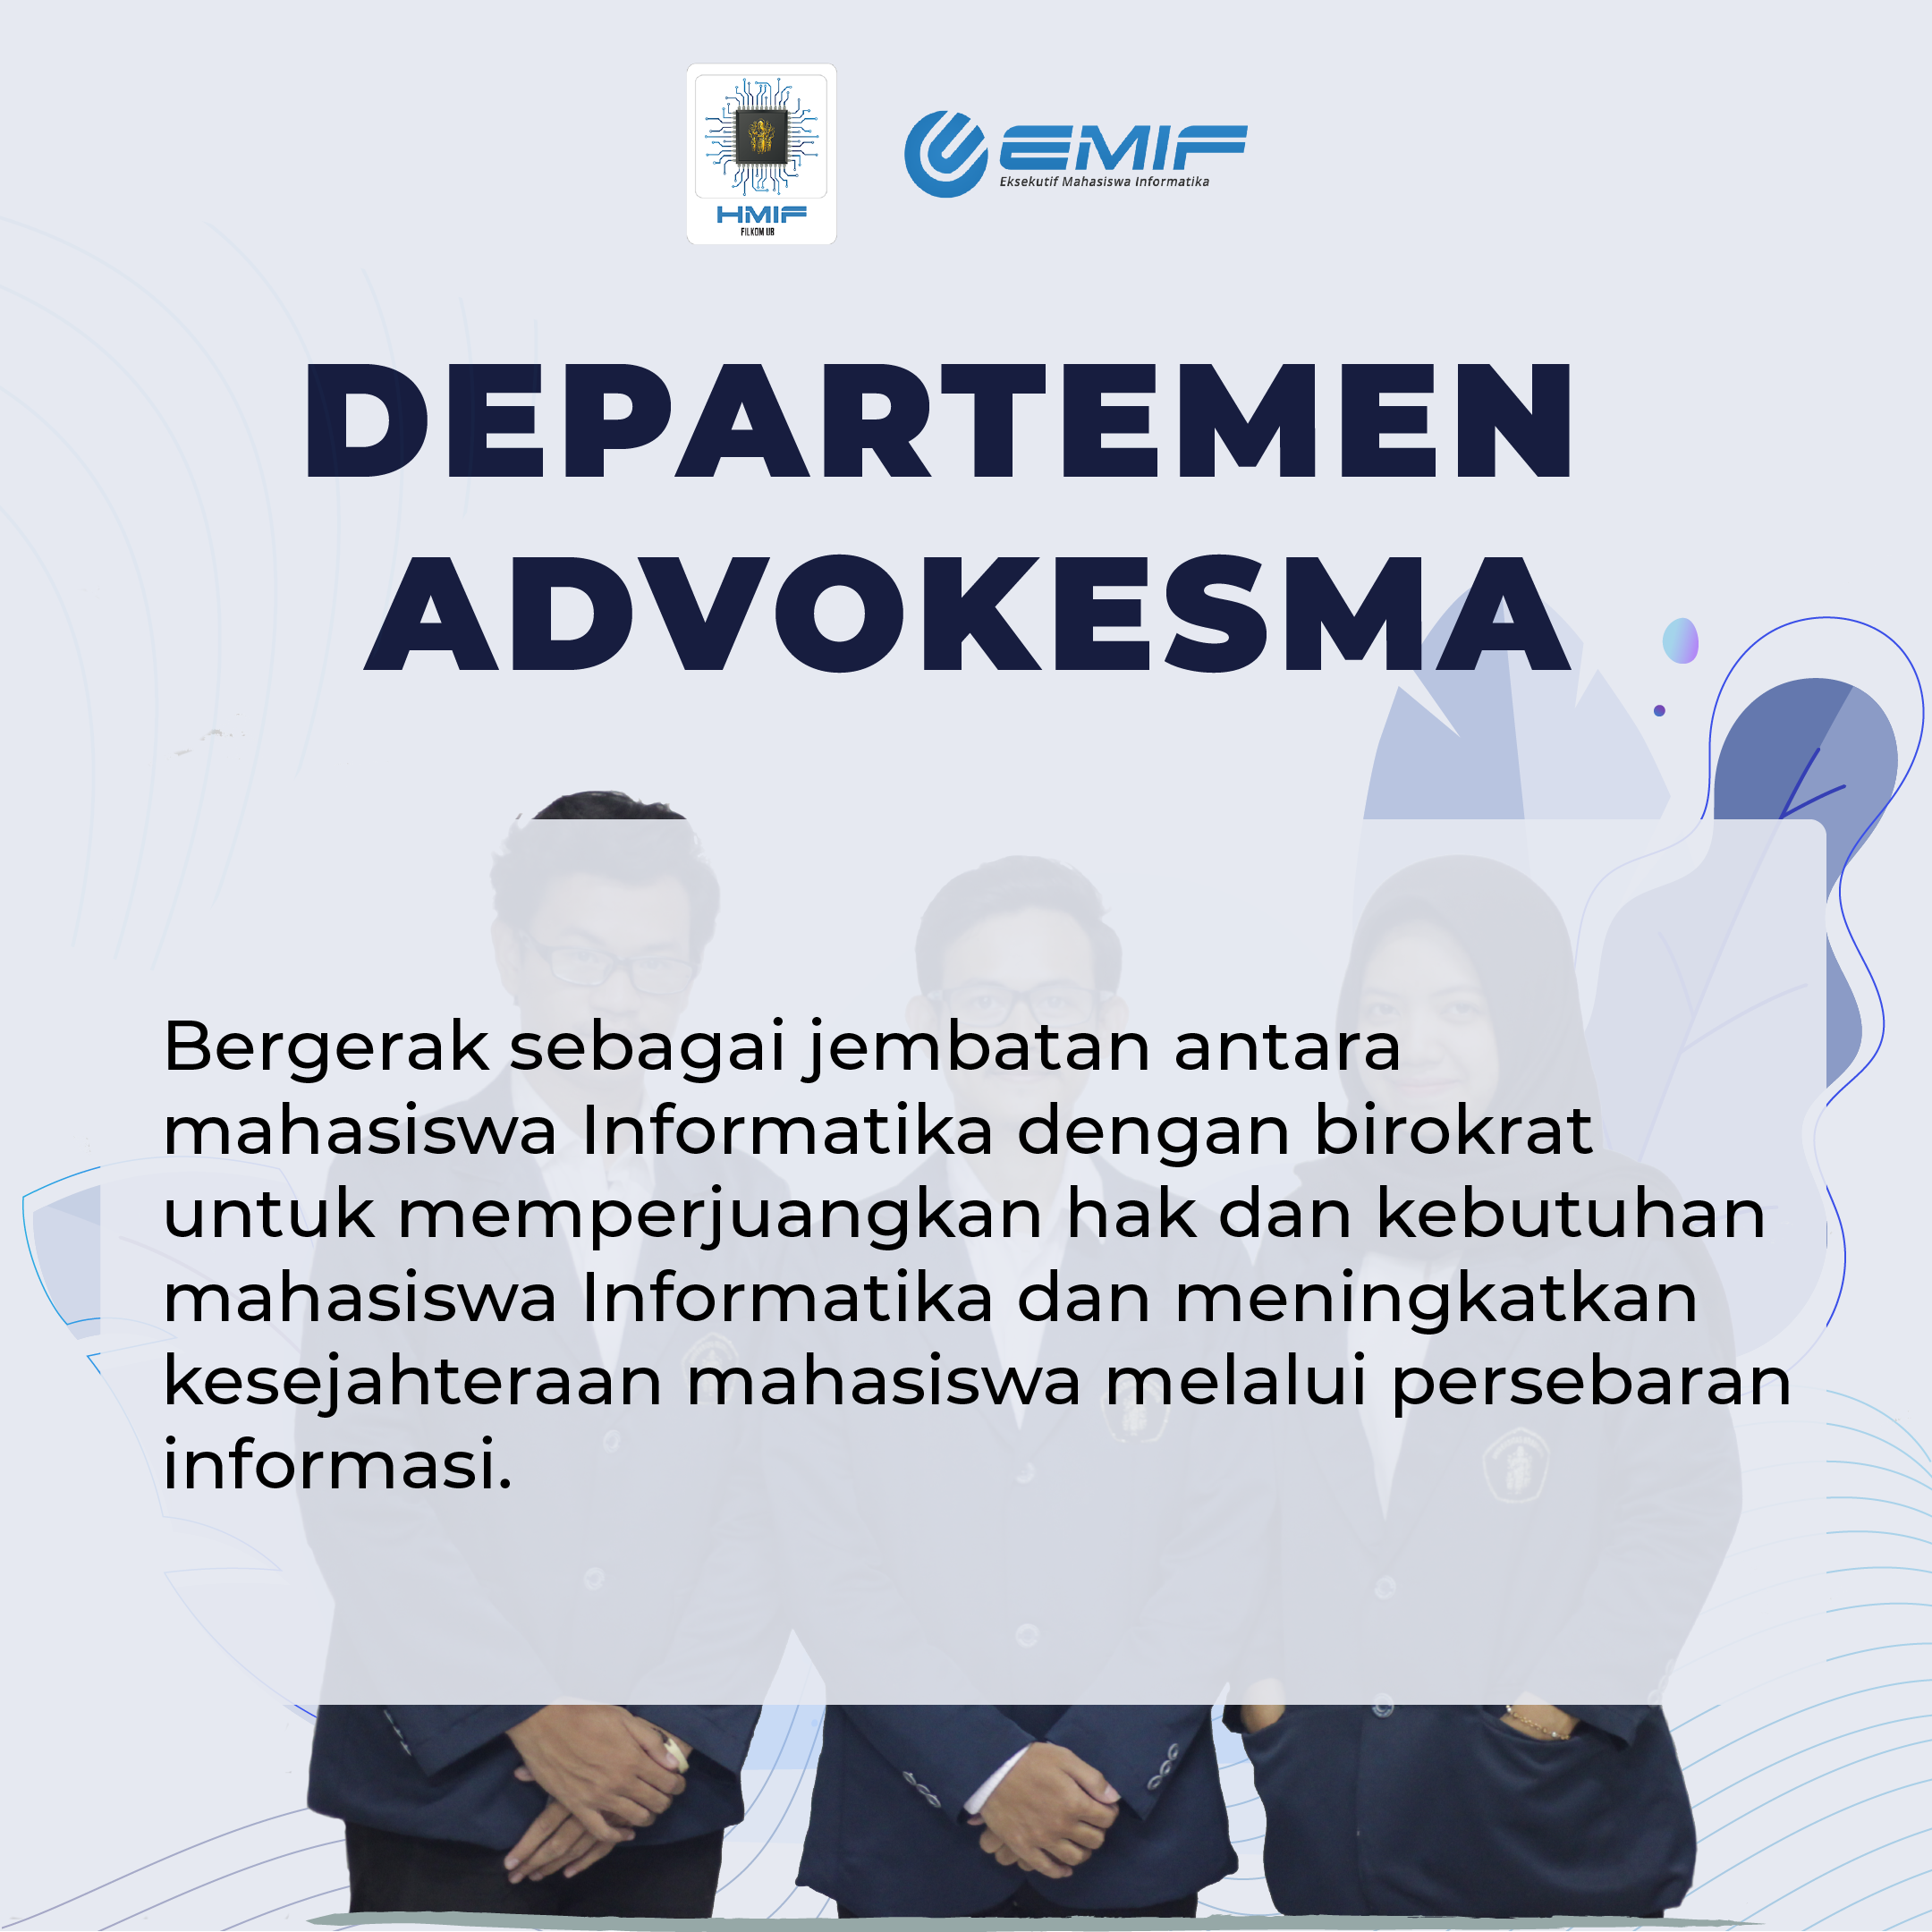 HMIF
FILKOM UB
EMIF
Eksekutif Mahasiswa Informatika
DEPARTEMEN
ADVOKESMA
Bergerak sebagai jembatan antara
mahasiswa Informatika dengan birokrat
untuk memperjuangkan hak dan kebutuhan
mahasiswa Informatika dan meningkatkan
kesejahteraan mahasiswa melalui persebaran
informasi.